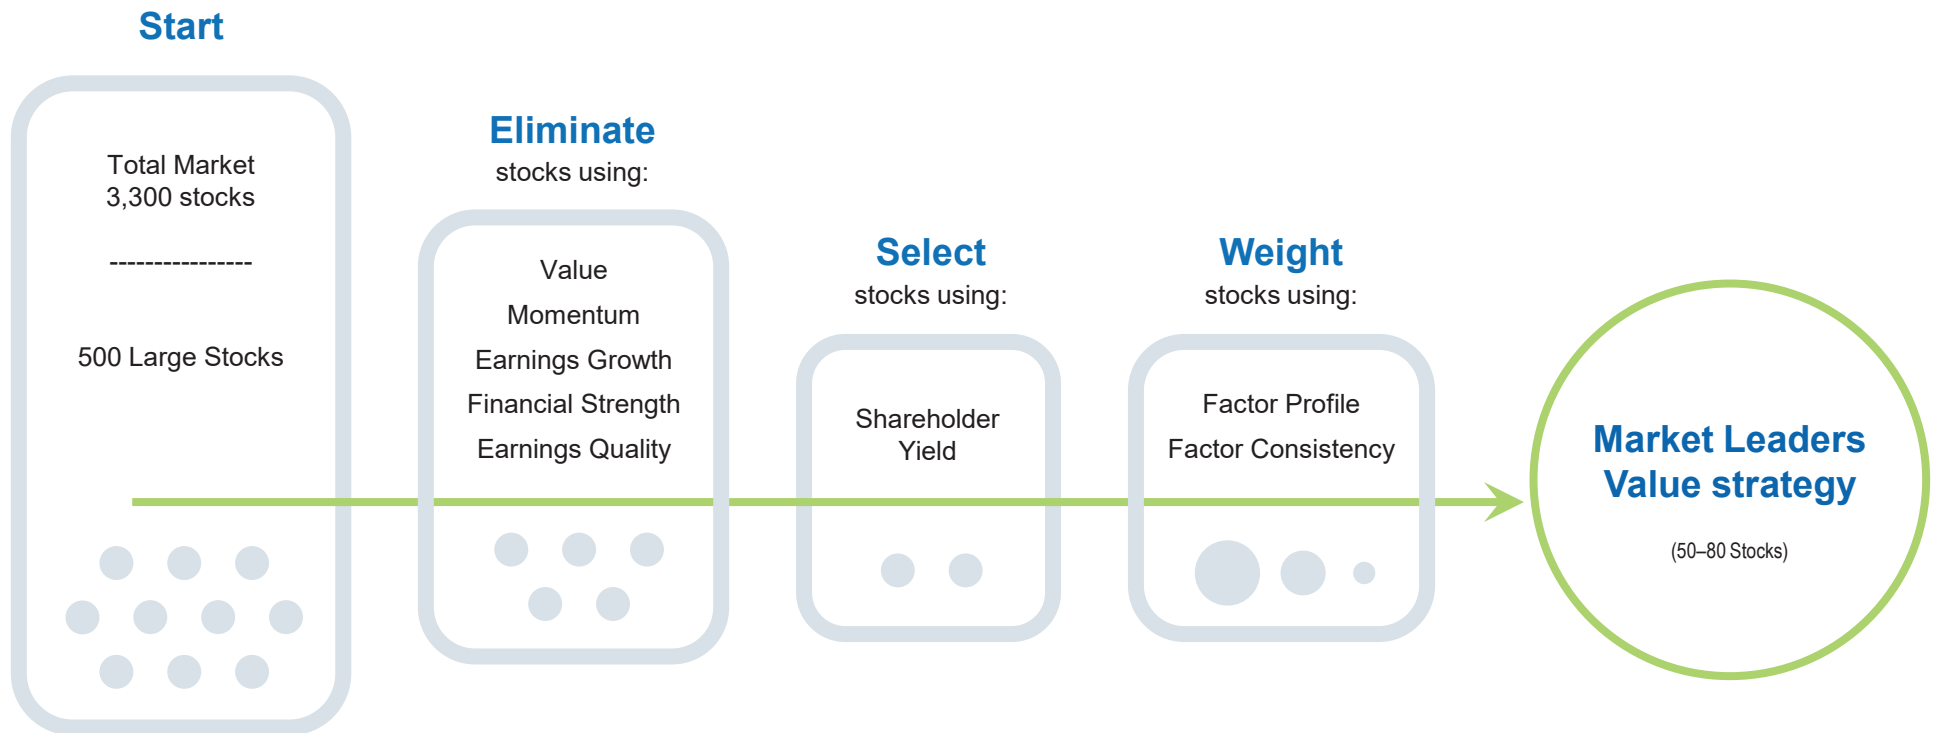 Start
Total Market
3,300 stocks
----------------
500 Large Stocks
Eliminate
stocks using:
Value
Momentum
Earnings Growth
Financial Strength
Earnings Quality
Select
stocks using:
Shareholder
Yield
Weight
stocks using:
Factor Profile
Factor Consistency
Market Leaders
Value strategy
(50–80 Stocks)